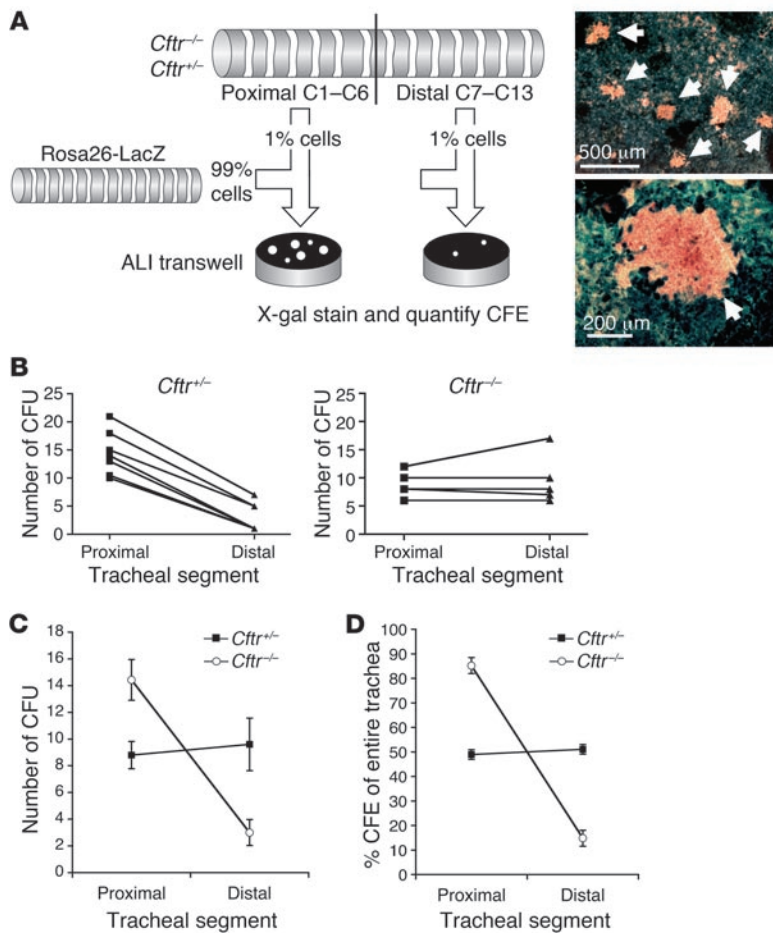 A
Cftr−/−
Cftr+/−
Poximal C1–C6
Distal C7–C13
1% cells
1% cells
Rosa26-LacZ
99%
cells
ALI transwell
X-gal stain and quantify CFE
500 μm
200 μm
B
Cftr+/−
Number of CFU
25
20
15
10
5
0
Proximal
Distal
Tracheal segment
Cftr−/−
Number of CFU
25
20
15
10
5
0
Proximal
Distal
Tracheal segment
C
Number of CFU
18
16
14
12
10
8
6
4
2
0
Cftr+/−
Cftr−/−
Proximal
Distal
Tracheal segment
D
% CFE of entire trachea
100
90
80
70
60
50
40
30
20
10
0
Cftr+/−
Cftr−/−
Proximal
Distal
Tracheal segment